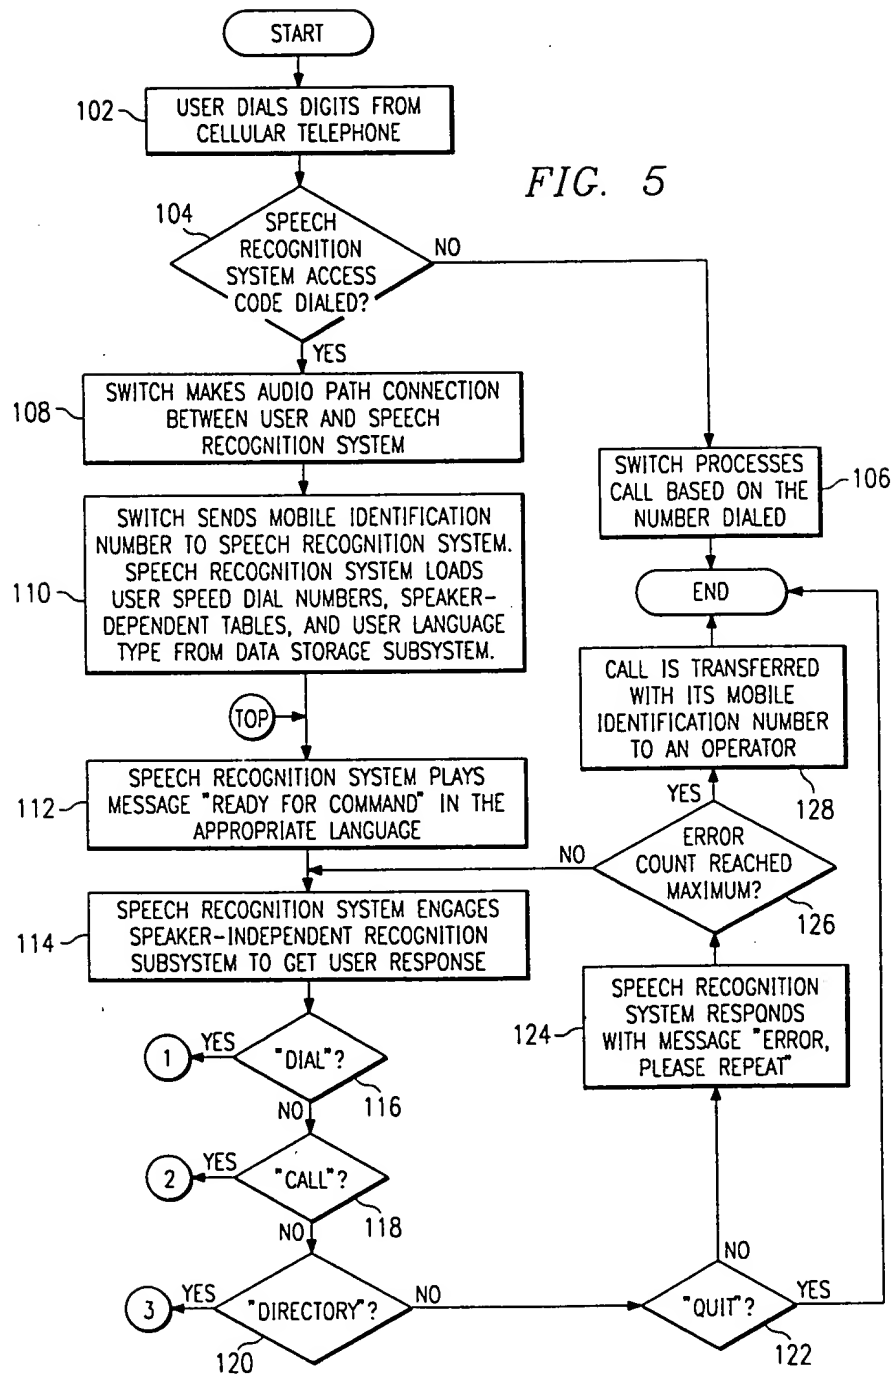 START
102
USER DIALS DIGITS FROM
CELLULAR TELEPHONE
FIG. 5
104
SPEECH
RECOGNITION
SYSTEM ACCESS
CODE DIALED?
NO
YES
108
SWITCH MAKES AUDIO PATH CONNECTION
BETWEEN USER AND SPEECH
RECOGNITION SYSTEM
SWITCH PROCESSES
CALL BASED ON THE
NUMBER DIALED
106
110
SWITCH SENDS MOBILE IDENTIFICATION
NUMBER TO SPEECH RECOGNITION SYSTEM.
SPEECH RECOGNITION SYSTEM LOADS
USER SPEED DIAL NUMBERS, SPEAKER-
DEPENDENT TABLES, AND USER LANGUAGE
TYPE FROM DATA STORAGE SUBSYSTEM.
END
TOP
CALL IS TRANSFERRED
WITH ITS MOBILE
IDENTIFICATION NUMBER
TO AN OPERATOR
128
YES
112
SPEECH RECOGNITION SYSTEM PLAYS
MESSAGE "READY FOR COMMAND" IN THE
APPROPRIATE LANGUAGE
NO
ERROR
COUNT REACHED
MAXIMUM?
126
114
SPEECH RECOGNITION SYSTEM ENGAGES
SPEAKER-INDEPENDENT RECOGNITION
SUBSYSTEM TO GET USER RESPONSE
124
SPEECH RECOGNITION
SYSTEM RESPONDS
WITH MESSAGE "ERROR,
PLEASE REPEAT"
1
YES
"DIAL"?
116
NO
2
YES
"CALL"?
118
NO
3
YES
"DIRECTORY"?
120
NO
NO
"QUIT"?
YES
122